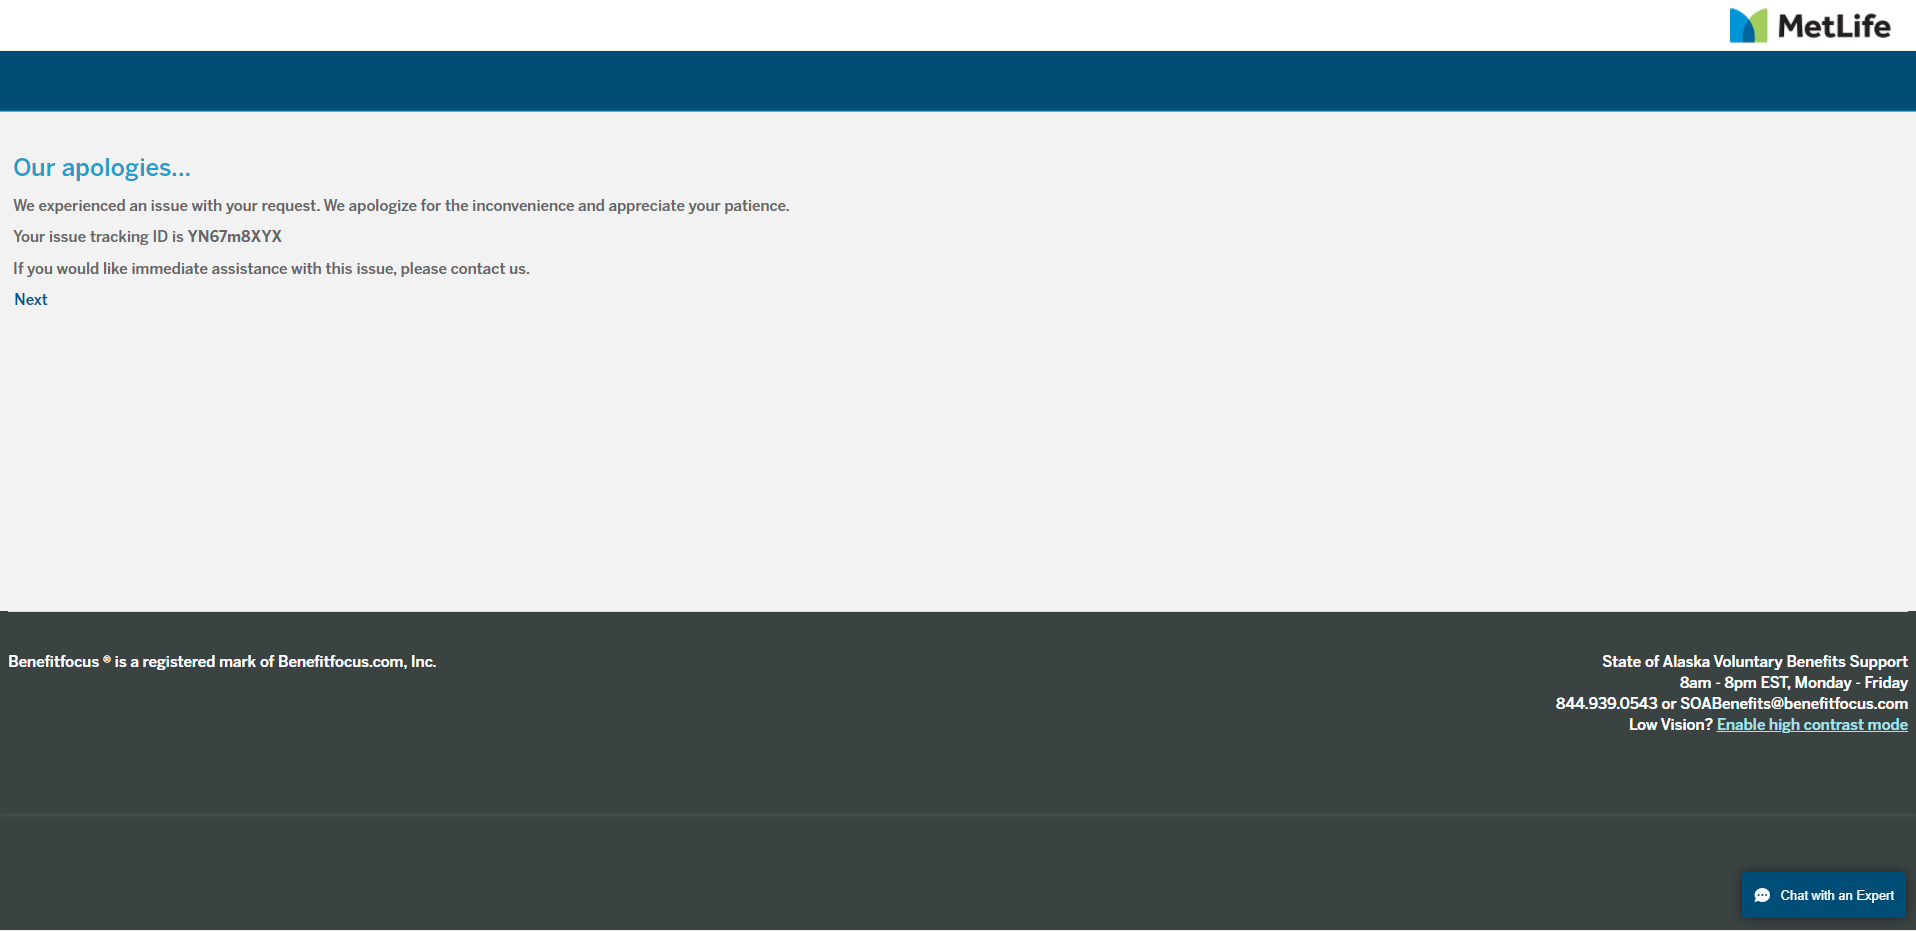 MetLife
Our apologies...
We experienced an issue with your request. We apologize for the inconvenience and appreciate your patience.
Your issue tracking ID is YN67m8XYX
If you would like immediate assistance with this issue, please contact us.
Next
Benefitfocus ® is a registered mark of Benefitfocus.com, Inc.
State of Alaska Voluntary Benefits Support
8am - 8pm EST, Monday - Friday
844.939.0543 or SOABenefits@benefitfocus.com
Low Vision? Enable high contrast mode
Chat with an Expert